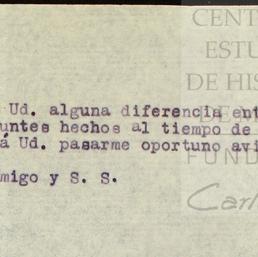 CENT
ESTU
DE HIS
DE M
FUND
Carl
Ud. alguna diferencia ent
untes hechos al tiempo de
á Ud. pasarme oportuno avi
migo y S. S.